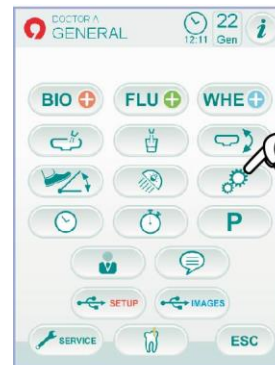 DOCTOR A
GENERAL
12:11
22
Gen
i
BIO
FLU
WHE
P
SETUP
IMAGES
SERVICE
ESC